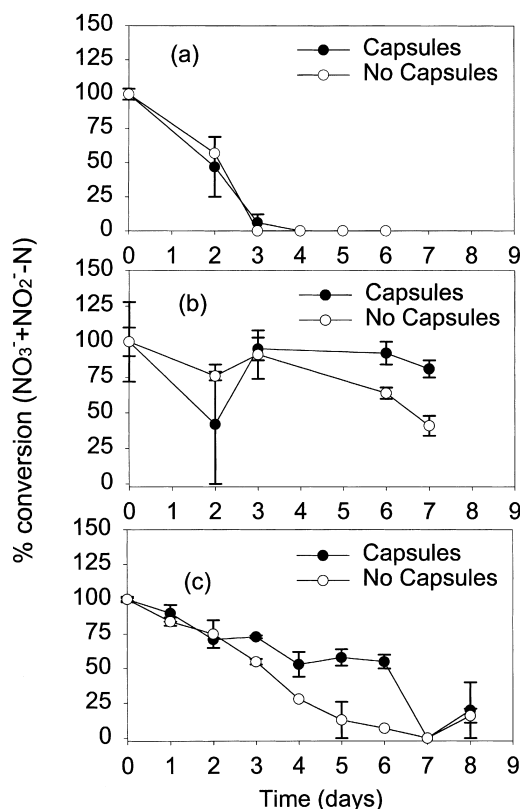 % conversion (NO₃⁻+NO₂⁻-N)
150
125
100
75
50
25
0
(a)
Capsules
No Capsules
0 1 2 3 4 5 6 7 8 9
150
125
100
75
50
25
0
(b)
Capsules
No Capsules
0 1 2 3 4 5 6 7 8 9
150
125
100
75
50
25
0
(c)
Capsules
No Capsules
0 1 2 3 4 5 6 7 8 9
Time (days)